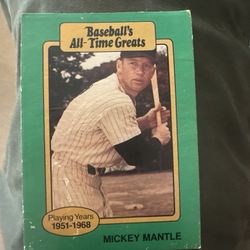 Baseball's
All-Time Greats
Playing Years
1951-1968
MICKEY MANTLE